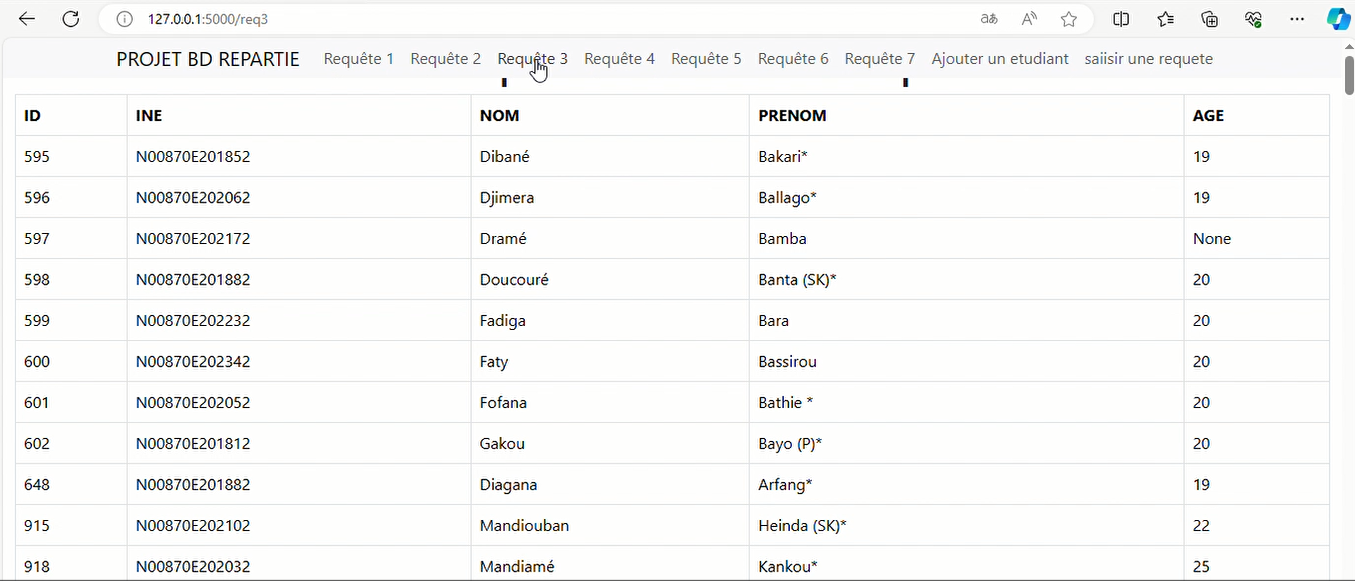 127.0.0.1:5000/req3
PROJET BD REPARTIE Requête 1 Requête 2 Requête 3 Requête 4 Requête 5 Requête 6 Requête 7 Ajouter un etudiant saiisir une requete
ID INE NOM PRENOM AGE
595 N00870E201852 Dibané Bakari* 19
596 N00870E202062 Djimera Ballago* 19
597 N00870E202172 Dramé Bamba None
598 N00870E201882 Doucouré Banta (SK)* 20
599 N00870E202232 Fadiga Bara 20
600 N00870E202342 Faty Bassirou 20
601 N00870E202052 Fofana Bathie * 20
602 N00870E201812 Gakou Bayo (P)* 20
648 N00870E201882 Diagana Arfang* 19
915 N00870E202102 Mandiouban Heinda (SK)* 22
918 N00870E202032 Mandiamé Kankou* 25